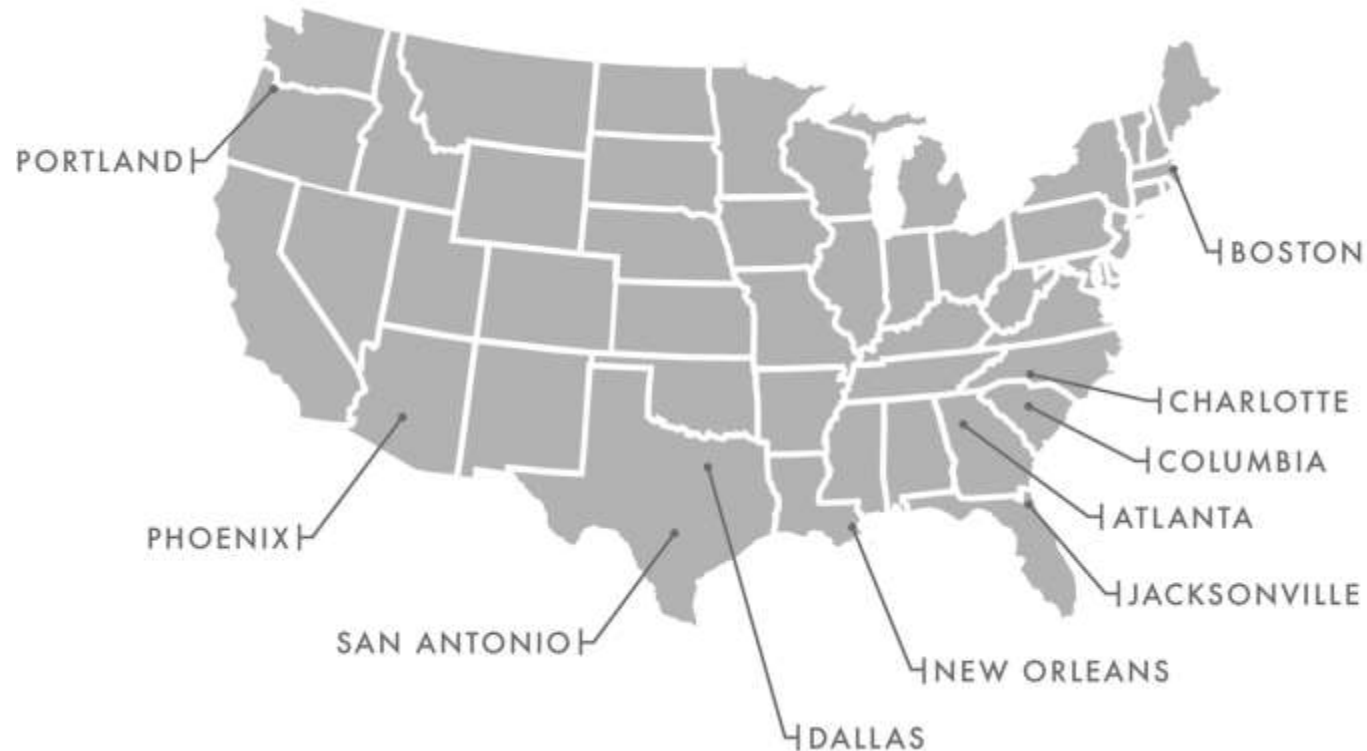 PORTLAND
BOSTON
CHARLOTTE
COLUMBIA
ATLANTA
PHOENIX
JACKSONVILLE
SAN ANTONIO
NEW ORLEANS
DALLAS